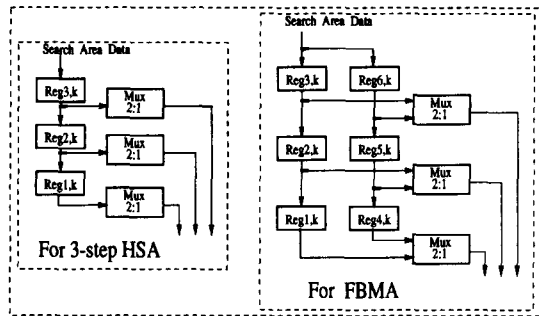 Search Area Data
Reg3,k
Mux
2:1
Reg2,k
Mux
2:1
Reg1,k
Mux
2:1
For 3-step HSA
Search Area Data
Reg3,k
Reg6,k
Mux
2:1
Reg2,k
Reg5,k
Mux
2:1
Reg1,k
Reg4,k
Mux
2:1
For FBMA